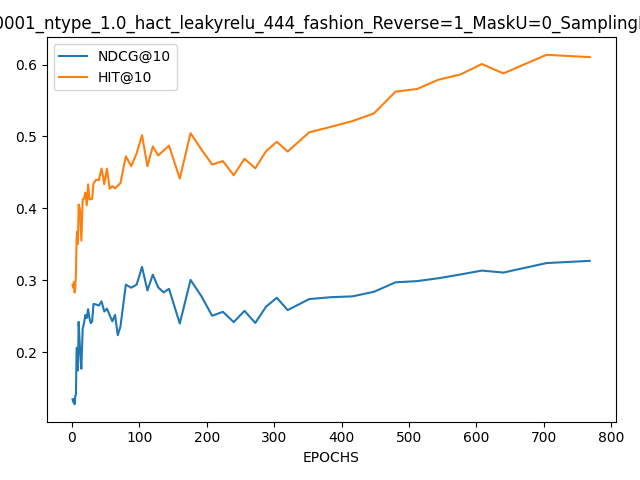 0001_ntype_1.0_hact_leakyrelu_444_fashion_Reverse=1_MaskU=0_Sampling
NDCG@10
HIT@10
0.6
0.5
0.4
0.3
0.2
0 100 200 300 400 500 600 700 800
EPOCHS